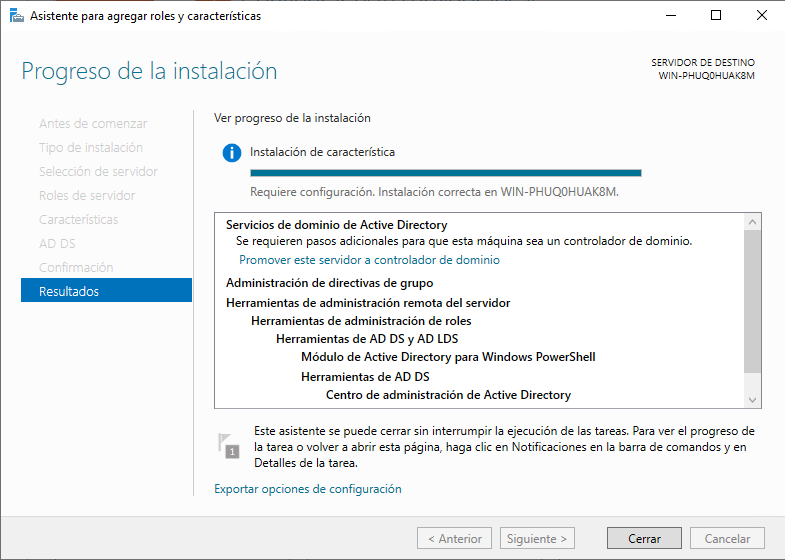 Asistente para agregar roles y características
Progreso de la instalación
SERVIDOR DE DESTINO
WIN-PHUQ0HUAK8M
Antes de comenzar
Tipo de instalación
Selección de servidor
Roles de servidor
Características
AD DS
Confirmación
Resultados
Ver progreso de la instalación
Instalación de característica
Requiere configuración. Instalación correcta en WIN-PHUQ0HUAK8M.
Servicios de dominio de Active Directory
Se requieren pasos adicionales para que esta máquina sea un controlador de dominio.
Promover este servidor a controlador de dominio
Administración de directivas de grupo
Herramientas de administración remota del servidor
Herramientas de administración de roles
Herramientas de AD DS y AD LDS
Módulo de Active Directory para Windows PowerShell
Herramientas de AD DS
Centro de administración de Active Directory
1
Este asistente se puede cerrar sin interrumpir la ejecución de las tareas. Para ver el progreso de
la tarea o volver a abrir esta página, haga clic en Notificaciones en la barra de comandos y en
Detalles de la tarea.
Exportar opciones de configuración
< Anterior
Siguiente >
Cerrar
Cancelar